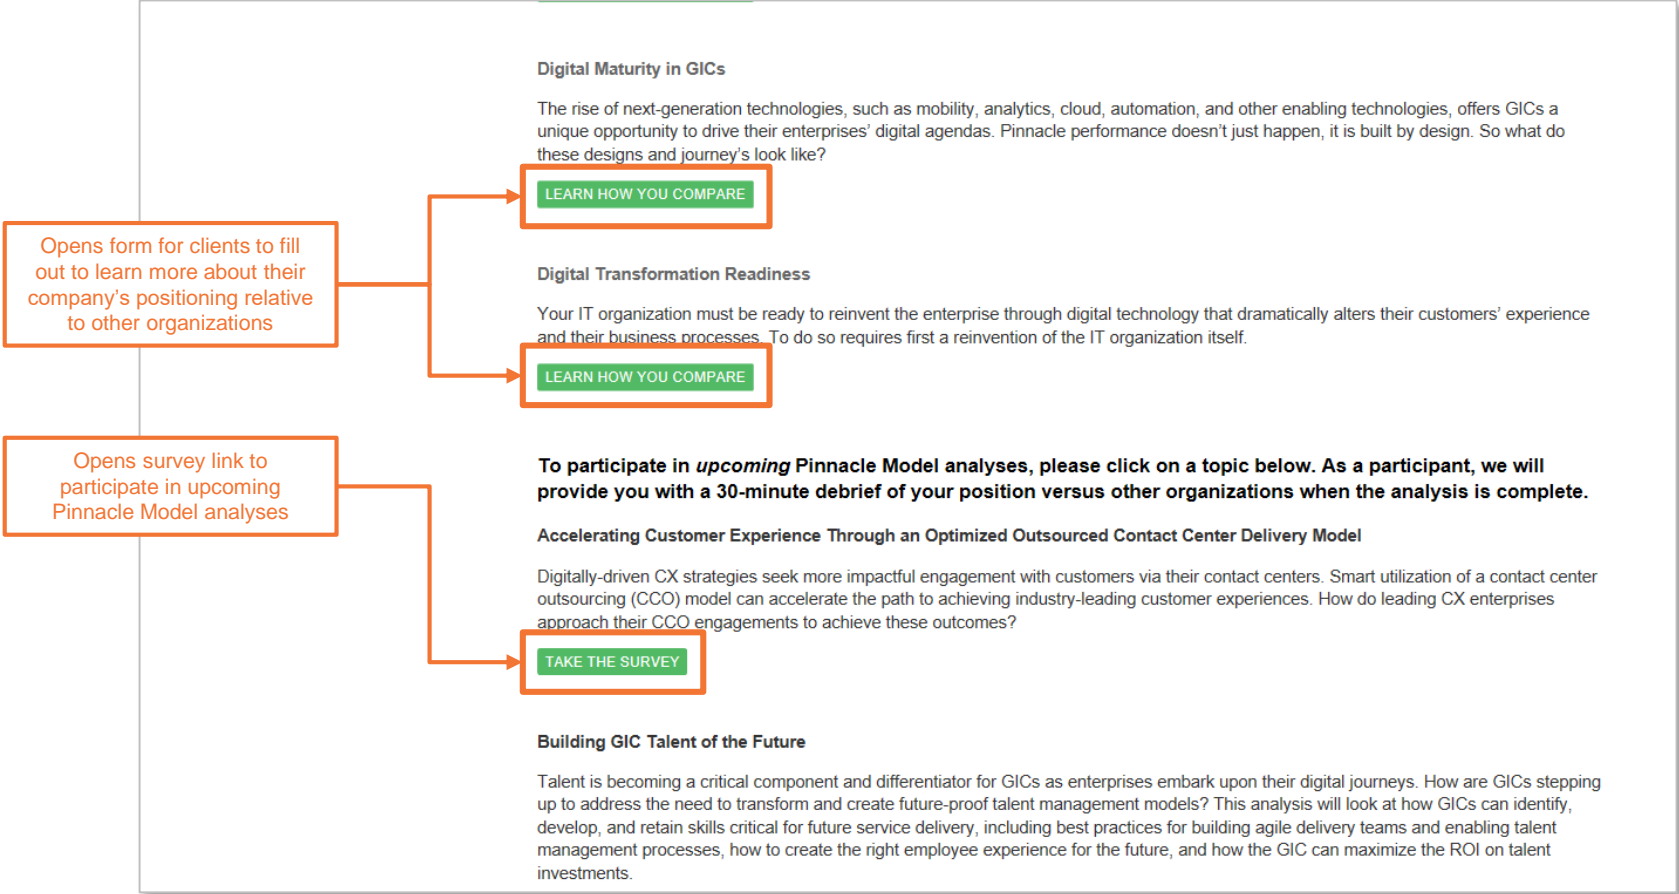 Digital Maturity in GICs
The rise of next-generation technologies, such as mobility, analytics, cloud, automation, and other enabling technologies, offers GICs a
unique opportunity to drive their enterprises’ digital agendas. Pinnacle performance doesn’t just happen, it is built by design. So what do
these designs and journey’s look like?
LEARN HOW YOU COMPARE
Opens form for clients to fill
out to learn more about their
company’s positioning relative
to other organizations
Digital Transformation Readiness
Your IT organization must be ready to reinvent the enterprise through digital technology that dramatically alters their customers’ experience
and their business processes. To do so requires first a reinvention of the IT organization itself.
LEARN HOW YOU COMPARE
Opens survey link to
participate in upcoming
Pinnacle Model analyses
To participate in upcoming Pinnacle Model analyses, please click on a topic below. As a participant, we will
provide you with a 30-minute debrief of your position versus other organizations when the analysis is complete.
Accelerating Customer Experience Through an Optimized Outsourced Contact Center Delivery Model
Digitally-driven CX strategies seek more impactful engagement with customers via their contact centers. Smart utilization of a contact center
outsourcing (CCO) model can accelerate the path to achieving industry-leading customer experiences. How do leading CX enterprises
approach their CCO engagements to achieve these outcomes?
TAKE THE SURVEY
Building GIC Talent of the Future
Talent is becoming a critical component and differentiator for GICs as enterprises embark upon their digital journeys. How are GICs stepping
up to address the need to transform and create future-proof talent management models? This analysis will look at how GICs can identify,
develop, and retain skills critical for future service delivery, including best practices for building agile delivery teams and enabling talent
management processes, how to create the right employee experience for the future, and how the GIC can maximize the ROI on talent
investments.